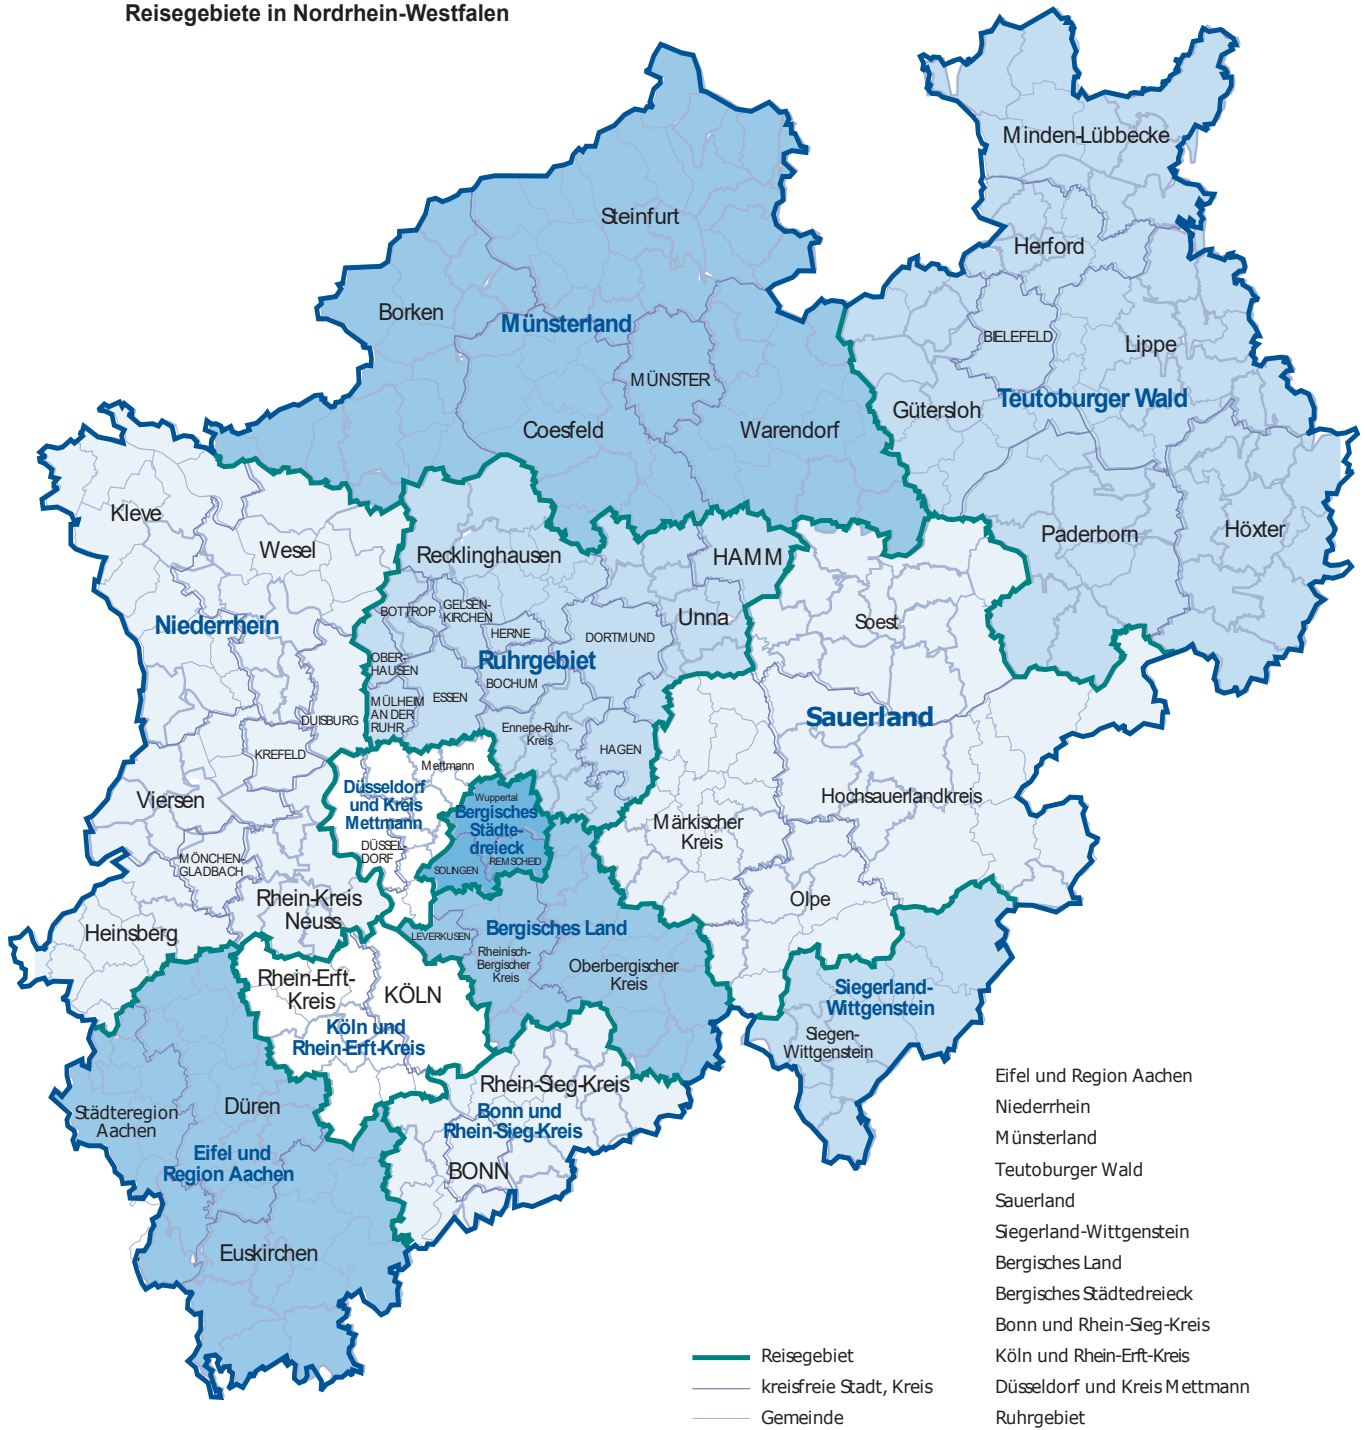 Reisegebiete in Nordrhein-Westfalen
Minden-Lübbecke
Steinfurt
Herford
Borken
Münsterland
BIELEFELD
Lippe
MÜNSTER
Teutoburger Wald
Gütersloh
Coesfeld
Warendorf
Kleve
Wesel
Paderborn
Höxter
Recklinghausen
HAMM
Niederrhein
BOTTROP
GELSEN-
KIRCHEN
HERNE
DORTMUND
Unna
Soest
OBER-
HAUSEN
Ruhrgebiet
BOCHUM
ESSEN
MÜLHEIM
AN DER
RUHR
DUISBURG
Sauerland
Ennepe-Ruhr-
Kreis
HAGEN
KREFELD
Mettmann
Düsseldorf
und Kreis
Mettmann
Wuppertal
Bergisches
Städte-
dreieck
Viersen
Hochsauerlandkreis
Märkischer
Kreis
DÜSSEL-
DORF
REMSCHEID
SOLINGEN
MÖNCHEN-
GLADBACH
Rhein-Kreis
Neuss
Olpe
Heinsberg
LEVERKUSEN
Bergisches Land
Rheinisch-
Bergischer
Kreis
Oberbergischer
Kreis
Rhein-Erft-
Kreis
KÖLN
Siegerland-
Wittgenstein
Köln und
Rhein-Erft-Kreis
Siegen-
Wittgenstein
Rhein-Sieg-Kreis
Bonn und
Rhein-Sieg-Kreis
Düren
Städteregion
Aachen
Eifel und
Region Aachen
BONN
Euskirchen
Eifel und Region Aachen
Niederrhein
Münsterland
Teutoburger Wald
Sauerland
Siegerland-Wittgenstein
Bergisches Land
Bergisches Städtedreieck
Bonn und Rhein-Sieg-Kreis
Köln und Rhein-Erft-Kreis
Düsseldorf und Kreis Mettmann
Ruhrgebiet
Reisegebiet
kreisfreie Stadt, Kreis
Gemeinde